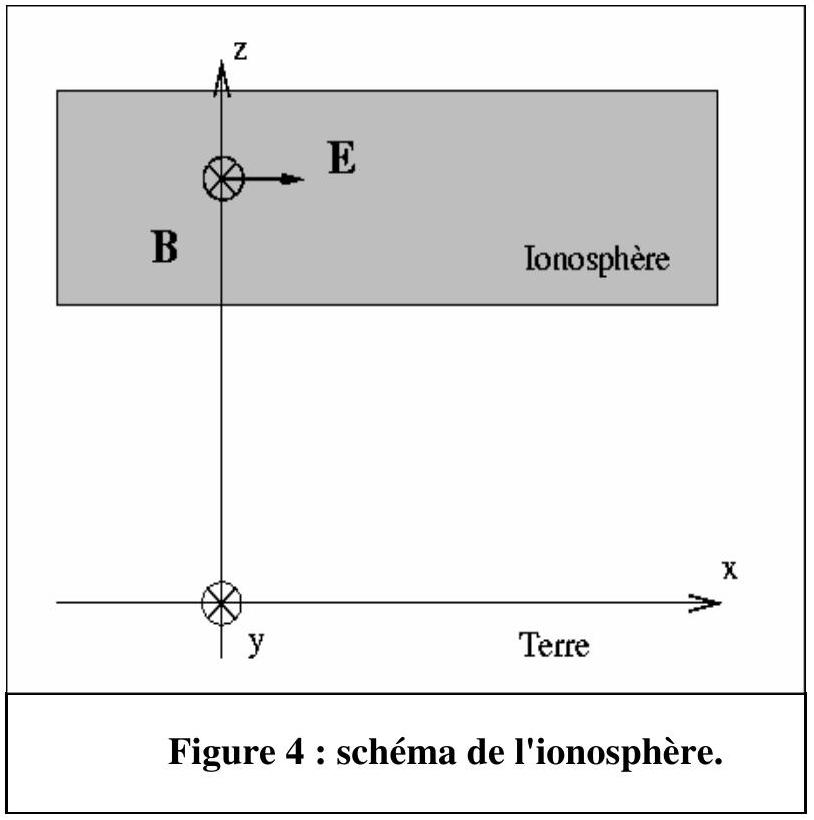 z
E
B
Ionosphère
x
y
Terre
Figure 4 : schéma de l'ionosphère.